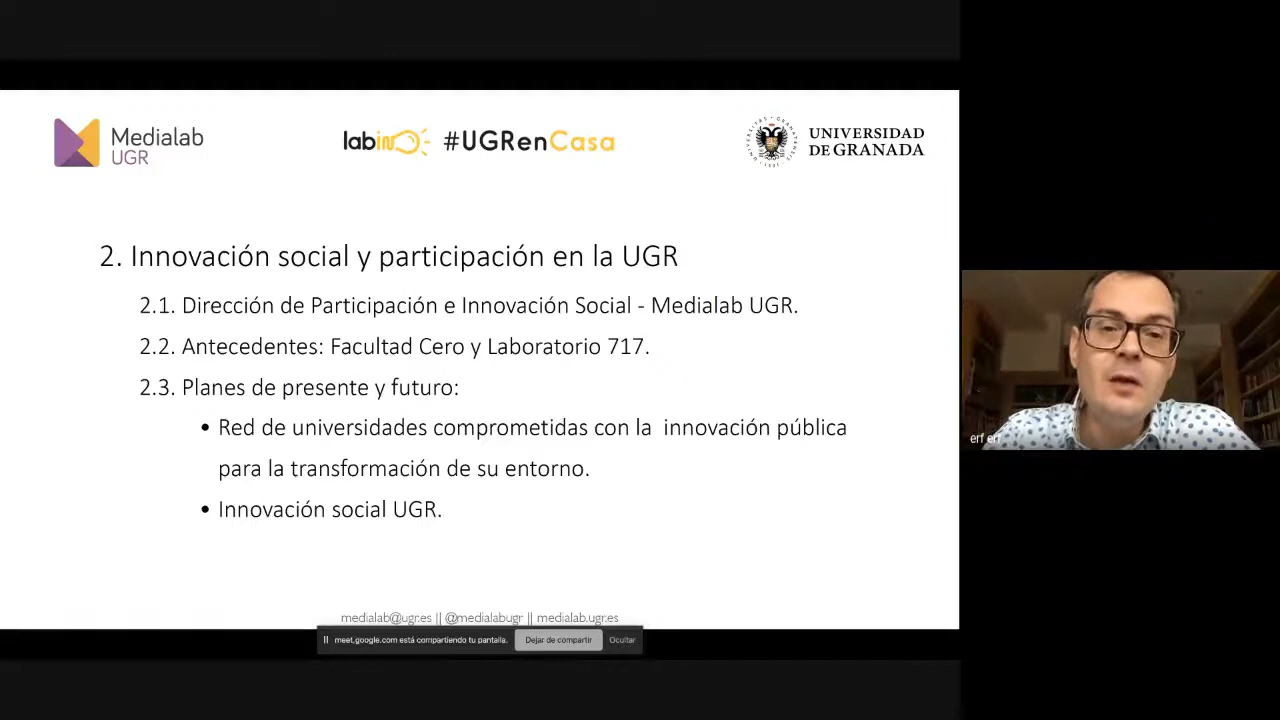 Medialab
UGR
labin #UGRenCasa
UNIVERSIDAD
DE GRANADA
2. Innovación social y participación en la UGR
2.1. Dirección de Participación e Innovación Social - Medialab UGR.
2.2. Antecedentes: Facultad Cero y Laboratorio 717.
2.3. Planes de presente y futuro:
• Red de universidades comprometidas con la innovación pública
para la transformación de su entorno.
• Innovación social UGR.
erf erf
medialab@ugr.es || @medialabugr || medialab.ugr.es
meet.google.com está compartiendo tu pantalla. Dejar de compartir Ocultar